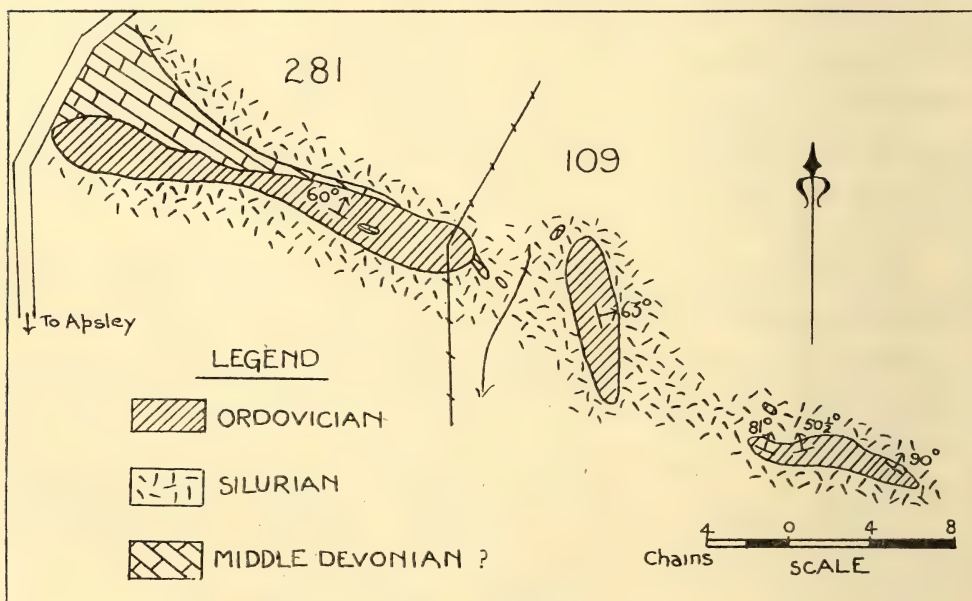 281
109
60°
63°
↓ To Apsley
LEGEND
ORDOVICIAN
SILURIAN
MIDDLE DEVONIAN ?
81°
50½°
90°
4 0 4 8
Chains SCALE